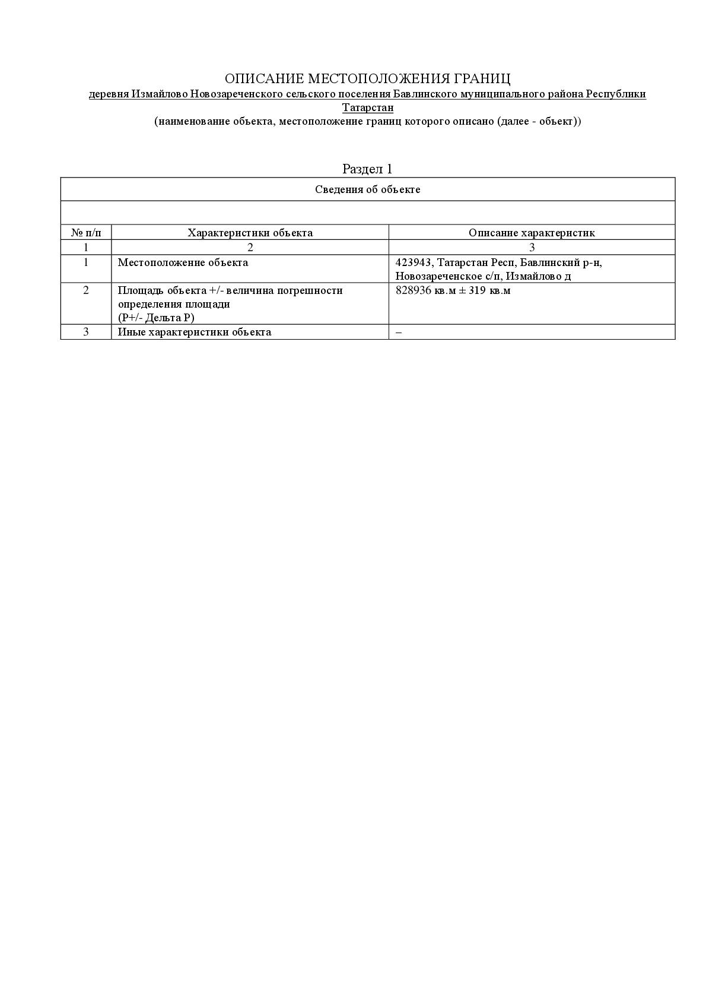 ОПИСАНИЕ МЕСТОПОЛОЖЕНИЯ ГРАНИЦ
деревня Измайлово Новозареченского сельского поселения Бавлинского муниципального района Республики
Татарстан
(наименование объекта, местоположение границ которого описано (далее - объект))
Раздел 1
Сведения об объекте
№ п/п Характеристики объекта Описание характеристик
1 2 3
1 Местоположение объекта 423943, Татарстан Респ, Бавлинский р-н,
Новозареченское с/п, Измайлово д
2 Площадь объекта +/- величина погрешности 828936 кв.м ± 319 кв.м
определения площади
(P+/- Дельта P)
3 Иные характеристики объекта –